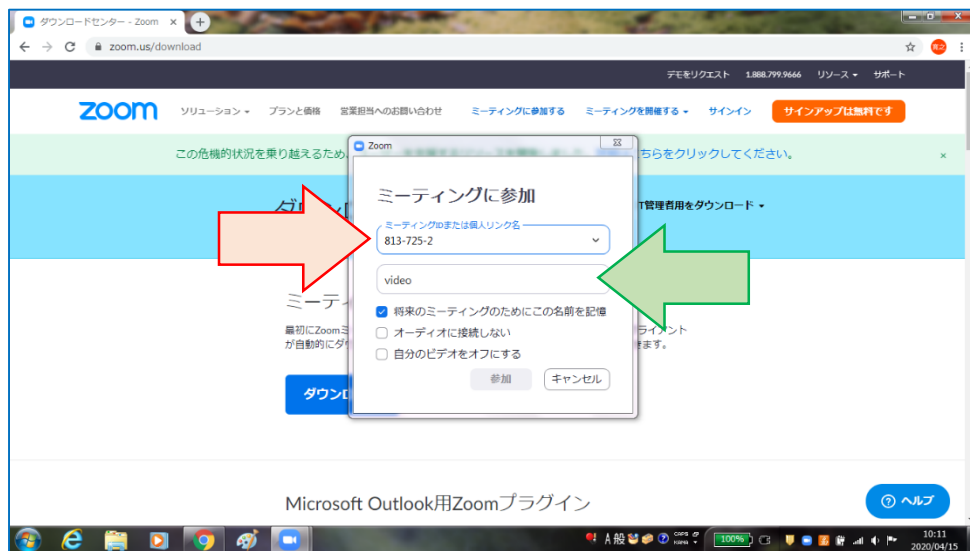 ダウンロードセンター - Zoom
zoom.us/download
デモをリクエスト 1.888.799.9666 リソース サポート
zoom ソリューション プランと価格 営業担当へのお問い合わせ ミーティングに参加する ミーティングを開催する サインイン サインアップは無料です
この危機的状況を乗り越えるため
ちらをクリックしてください。
Zoom
ミーティングに参加
IT管理者用をダウンロード
ミーティングIDまたは個人リンク名
813-725-2
video
将来のミーティングのためにこの名前を記憶
オーディオに接続しない
自分のビデオをオフにする
参加 キャンセル
ミーテ
最初にZoomミ
が自動的にダ
きます。
ダウンロ
Microsoft Outlook用Zoomプラグイン
ヘルプ
A 般 CAPS KANA 100% 10:11
2020/04/15